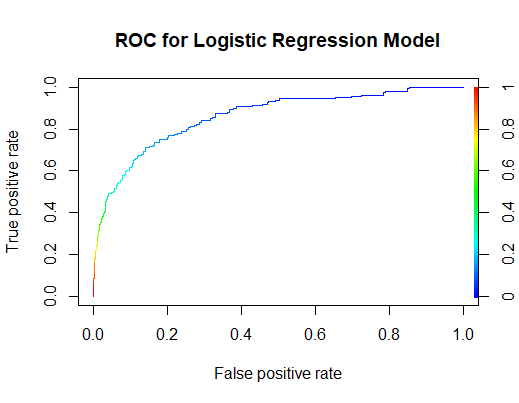 ROC for Logistic Regression Model
True positive rate
0.0 0.2 0.4 0.6 0.8 1.0
0.0 0.2 0.4 0.6 0.8 1.0
False positive rate
0 0.2 0.4 0.6 0.8 1